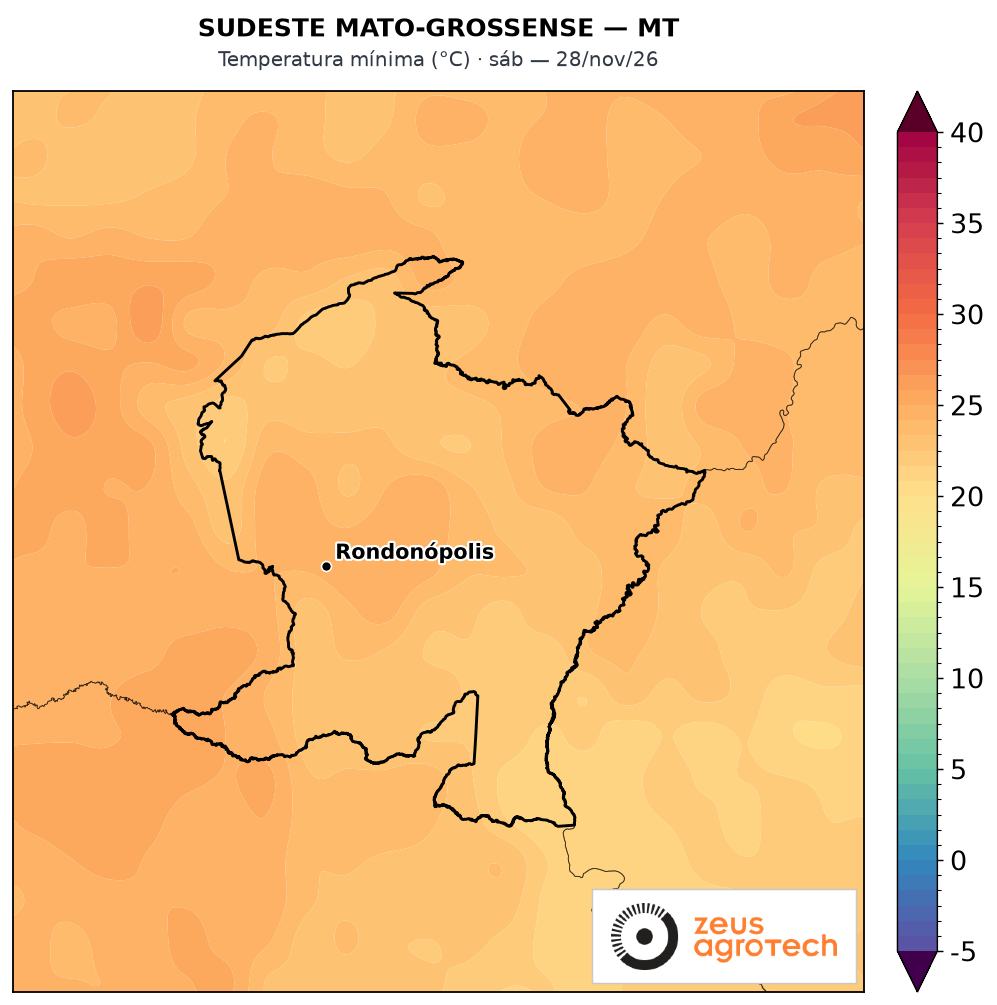 SUDESTE MATO-GROSSENSE — MT
Temperatura mínima (°C) · sáb — 28/nov/26
40
35
30
25
20
15
10
5
0
-5
Rondonópolis
zeus
agrotech